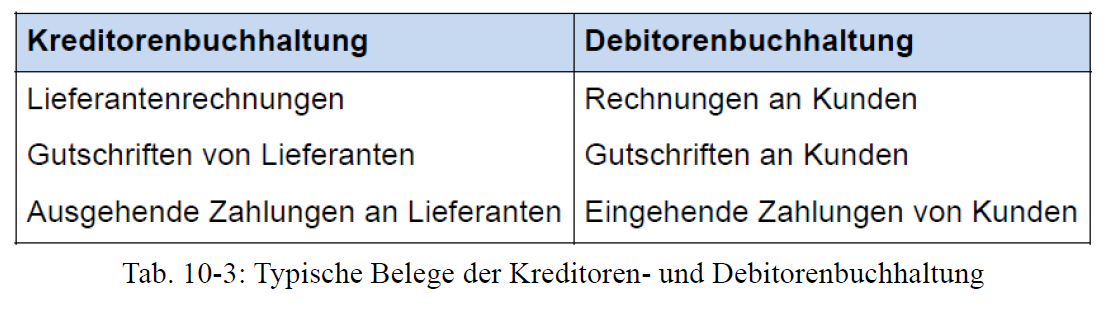 Kreditorenbuchhaltung Debitorenbuchhaltung
Lieferantenrechnungen Rechnungen an Kunden
Gutschriften von Lieferanten Gutschriften an Kunden
Ausgehende Zahlungen an Lieferanten Eingehende Zahlungen von Kunden
Tab. 10-3: Typische Belege der Kreditoren- und Debitorenbuchhaltung